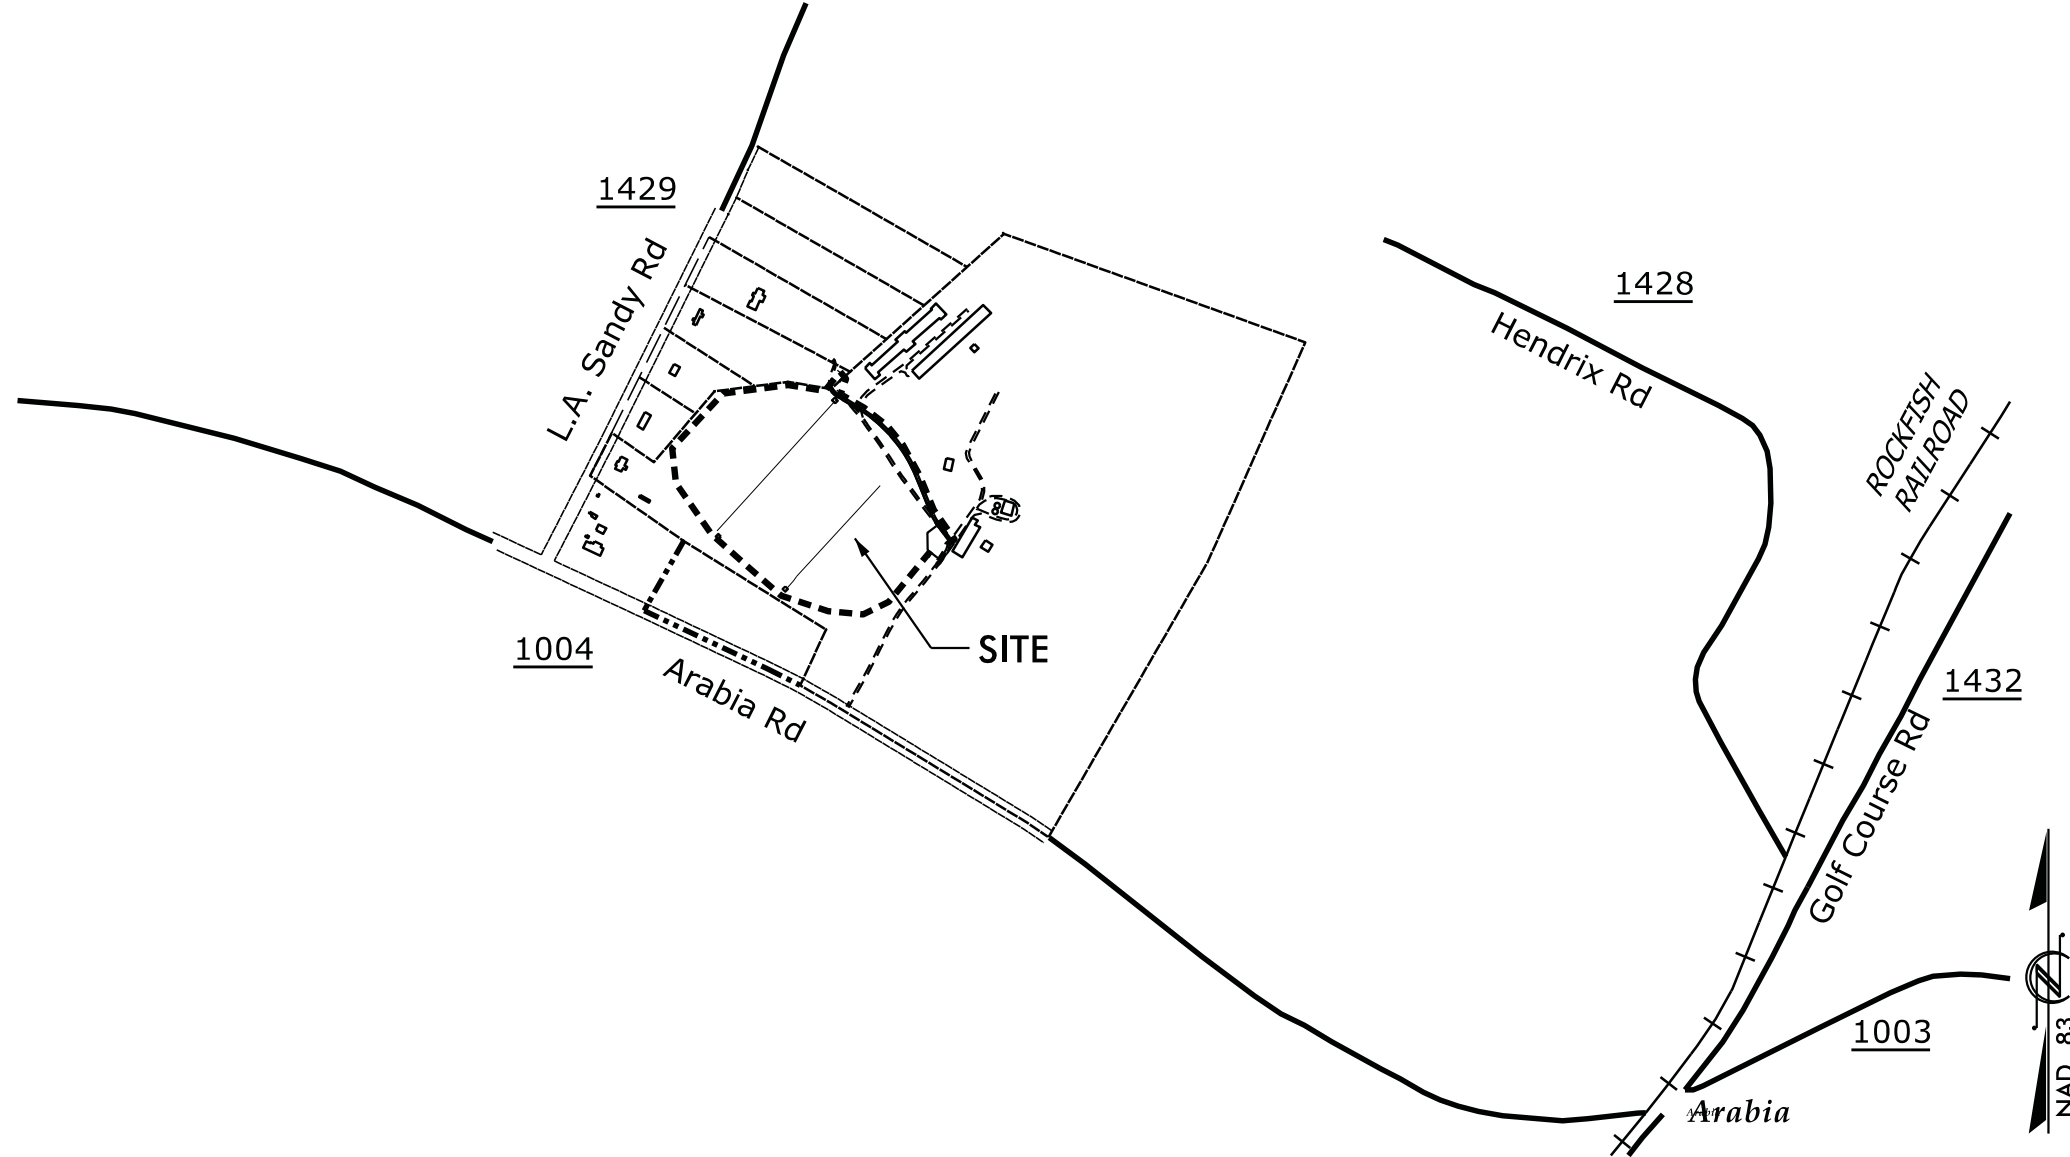 1429
L.A. Sandy Rd
1428
Hendrix Rd
ROCKFISH
RAILROAD
SITE
1004
Arabia Rd
1432
Golf Course Rd
1003
NAD 83
Arabia
Arabia